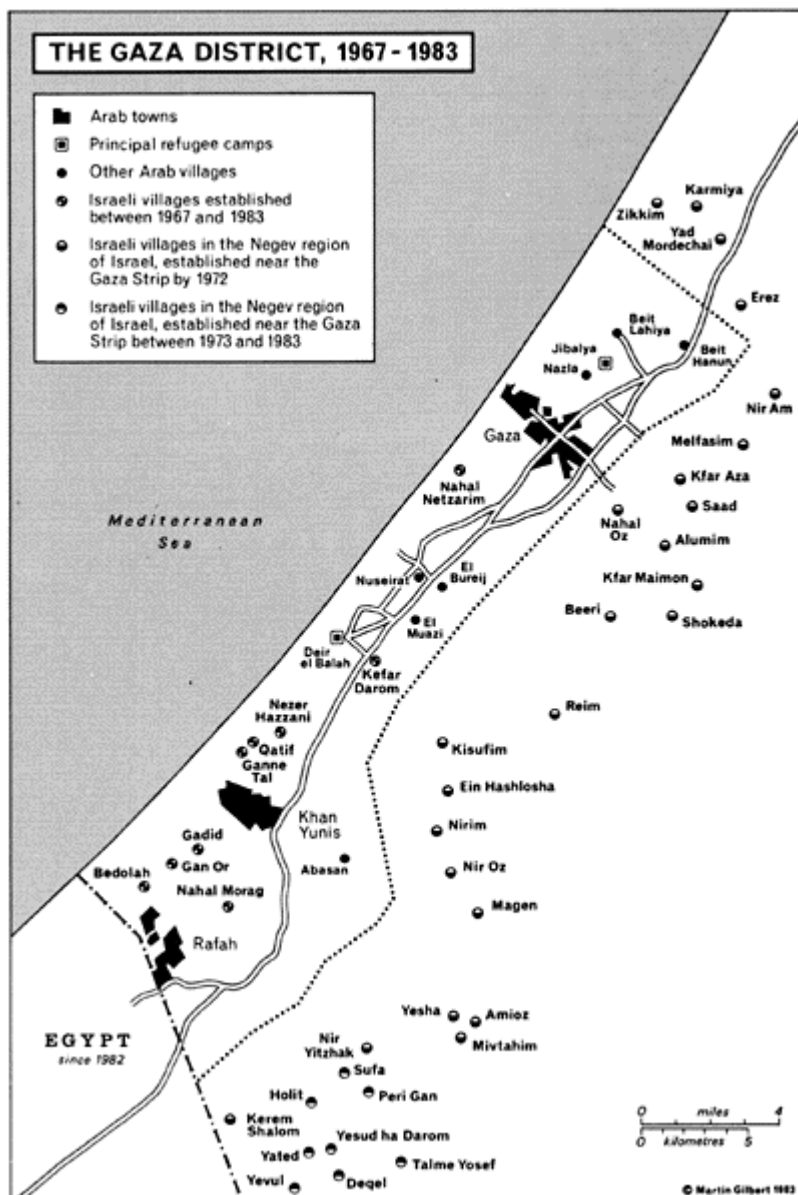 THE GAZA DISTRICT, 1967-1983
Arab towns
Principal refugee camps
Other Arab villages
Israeli villages established
between 1967 and 1983
Israeli villages in the Negev region
of Israel, established near the
Gaza Strip by 1972
Israeli villages in the Negev region
of Israel, established near the Gaza
Strip between 1973 and 1983
Karmiya
Zikkim
Yad
Mordechai
Erez
Beit
Lahiya
Jibalya
Beit
Hanun
Nazla
Nir Am
Gaza
Melfasim
Kfar Aza
Nahal
Netzarim
Saad
Nahal
Oz
Alumim
Mediterranean
Sea
El
Bureij
Nuseirat
Kfar Maimon
Beeri
Shokeda
El
Muazi
Deir
el Balah
Kefar
Darom
Reim
Nezer
Hazzani
Qatif
Ganne
Tal
Kisufim
Ein Hashlosha
Khan
Yunis
Nirim
Gadid
Gan Or
Abasan
Nir Oz
Bedolah
Nahal Morag
Magen
Rafah
Yesha
Amioz
Mivtahim
EGYPT
since 1982
Nir
Yitzhak
Sufa
Peri Gan
Holit
Kerem
Shalom
Yesud ha Darom
Yated
Talme Yosef
Yevul
Deqel
0 miles 4
0 kilometres 5
© Martin Gilbert 1983